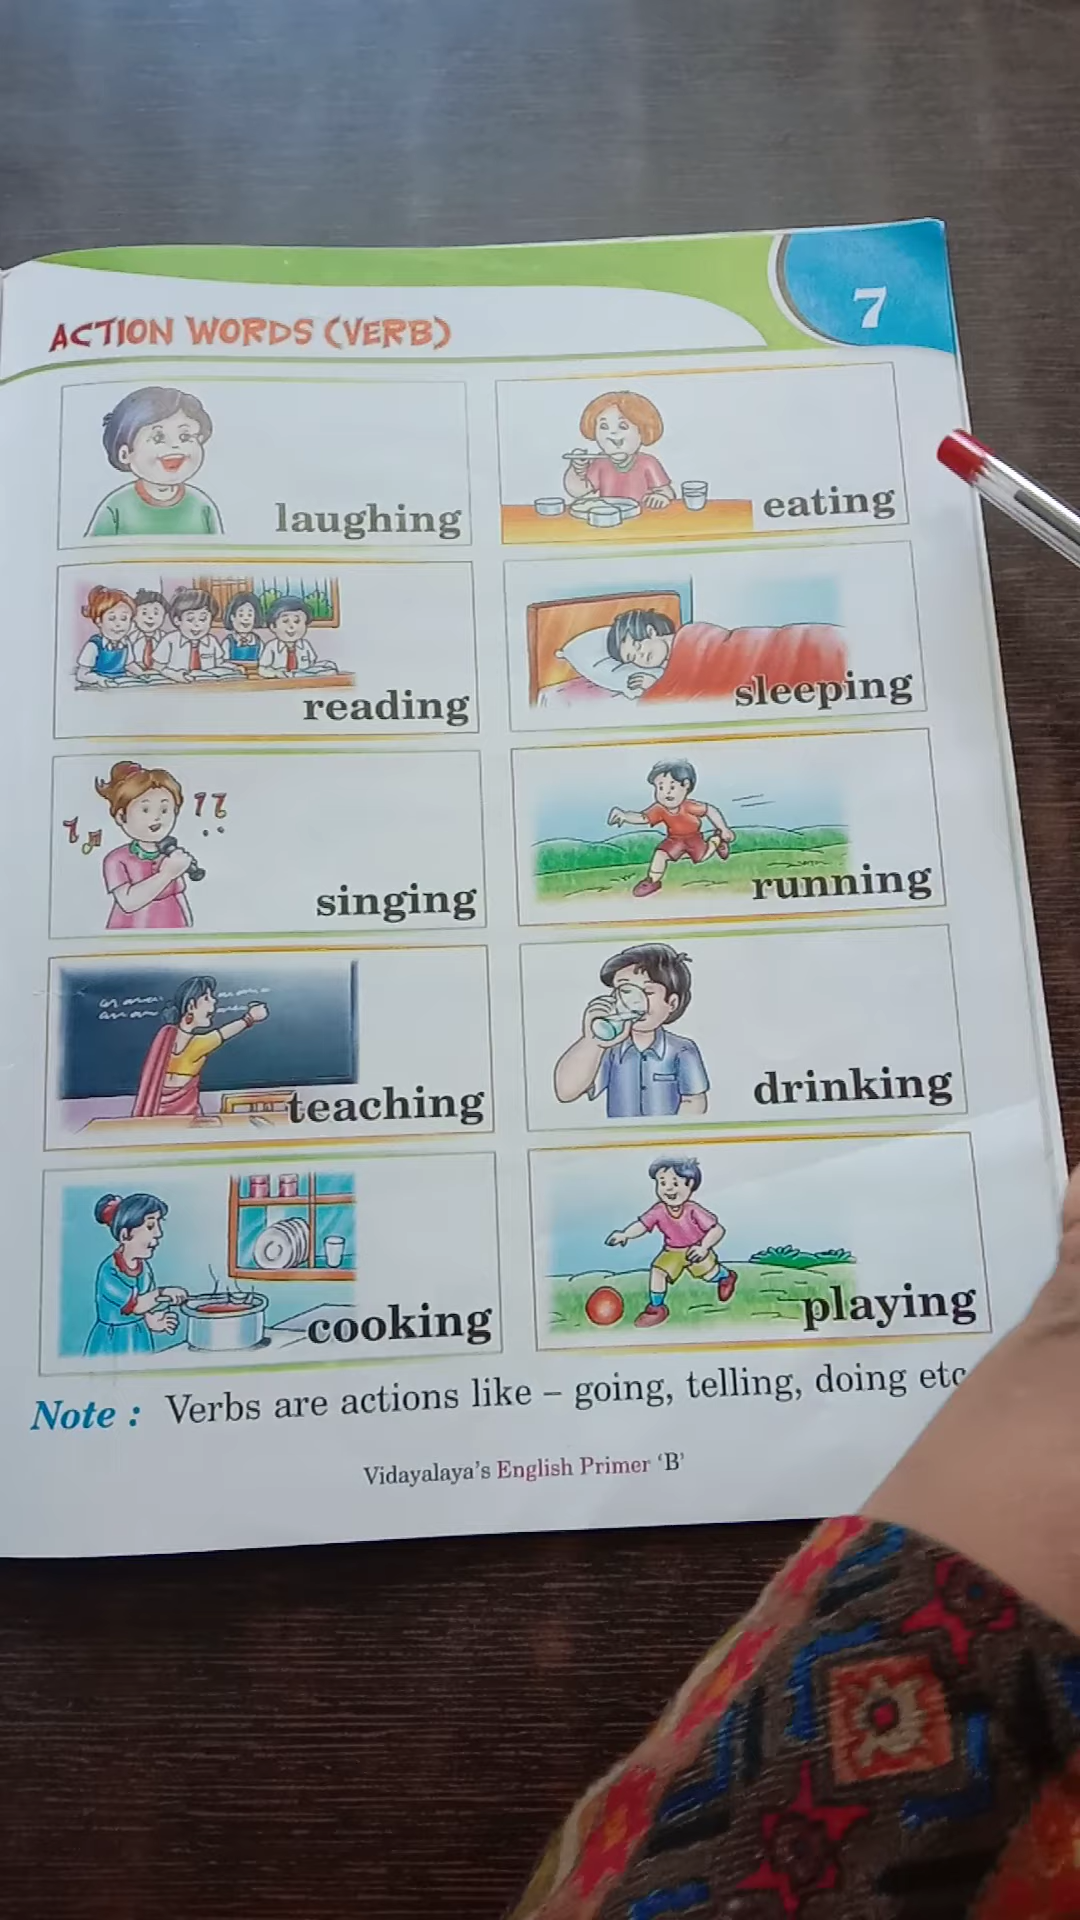 7
ACTION WORDS (VERB)
laughing
eating
reading
sleeping
singing
running
teaching
drinking
cooking
playing
Note : Verbs are actions like – going, telling, doing etc
Vidayalaya's English Primer 'B'